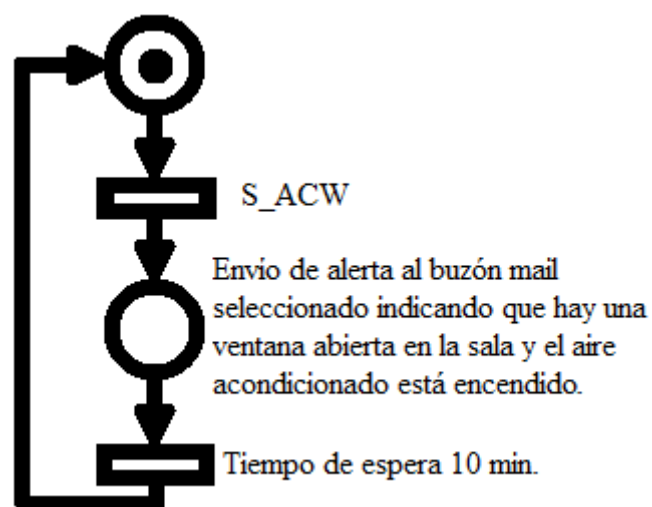 S_ACW
Envio de alerta al buzón mail
seleccionado indicando que hay una
ventana abierta en la sala y el aire
acondicionado está encendido.
Tiempo de espera 10 min.